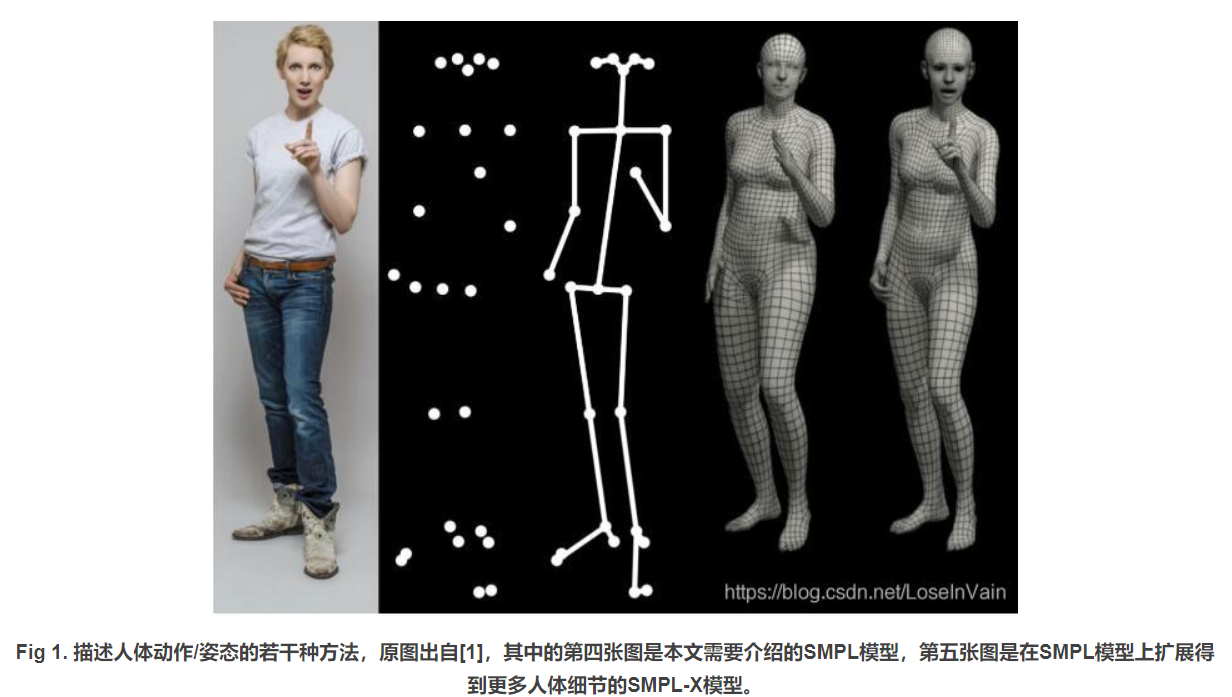 https://blog.csdn.net/LoseInVain
Fig 1. 描述人体动作/姿态的若干种方法，原图出自[1]，其中的第四张图是本文需要介绍的SMPL模型，第五张图是在SMPL模型上扩展得
到更多人体细节的SMPL-X模型。